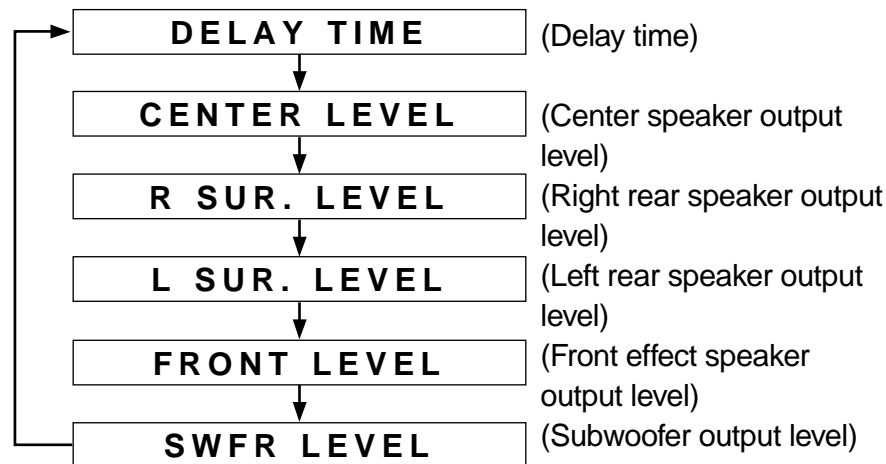 DELAY TIME (Delay time)
CENTER LEVEL (Center speaker output
level)
R SUR. LEVEL (Right rear speaker output
level)
L SUR. LEVEL (Left rear speaker output
level)
FRONT LEVEL (Front effect speaker
output level)
SWFR LEVEL (Subwoofer output level)